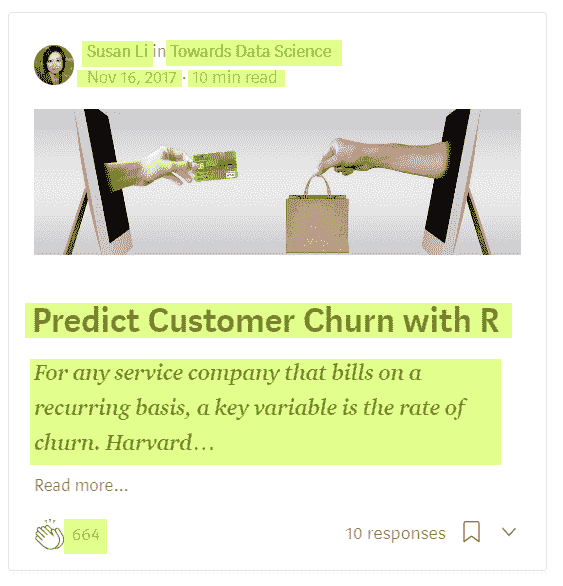 Susan Li in Towards Data Science
Nov 16, 2017 · 10 min read
Predict Customer Churn with R
For any service company that bills on a
recurring basis, a key variable is the rate of
churn. Harvard…
Read more…
664 10 responses